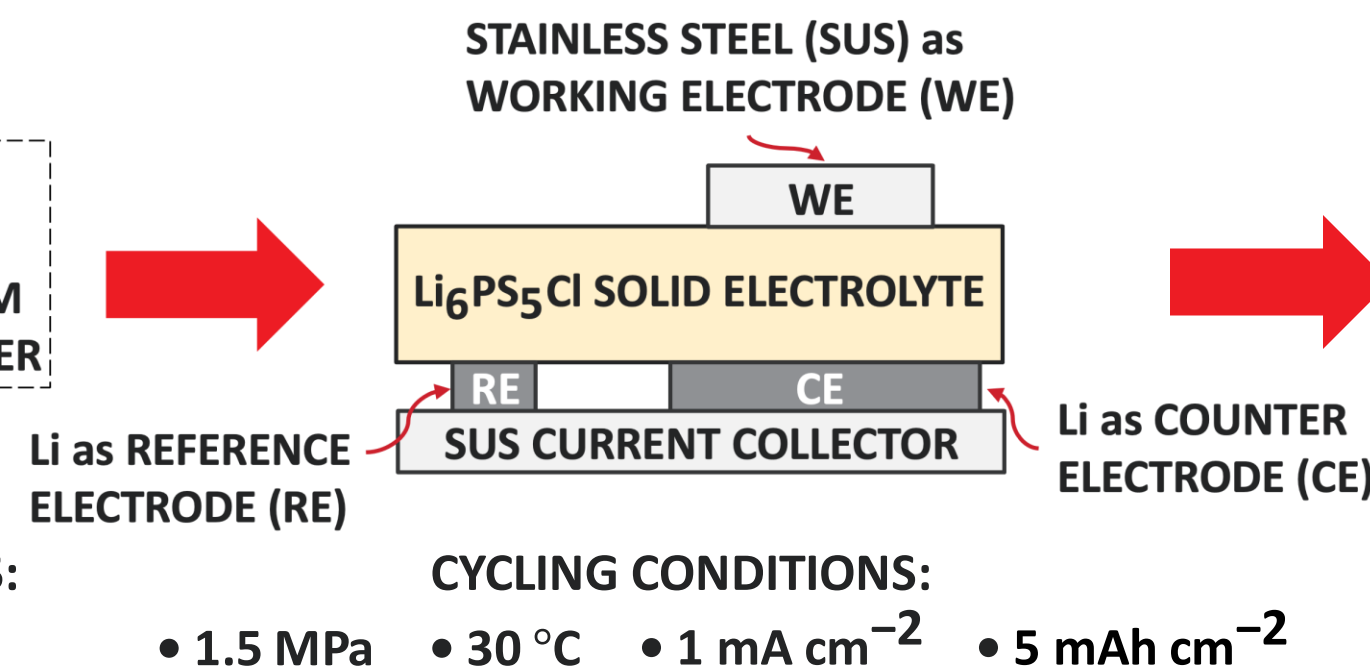 STAINLESS STEEL (SUS) as
WORKING ELECTRODE (WE)
WE
Li₆PS₅Cl SOLID ELECTROLYTE
M
ER
RE
CE
SUS CURRENT COLLECTOR
Li as REFERENCE
ELECTRODE (RE)
Li as COUNTER
ELECTRODE (CE)
S:
CYCLING CONDITIONS:
• 1.5 MPa • 30 °C • 1 mA cm⁻² • 5 mAh cm⁻²